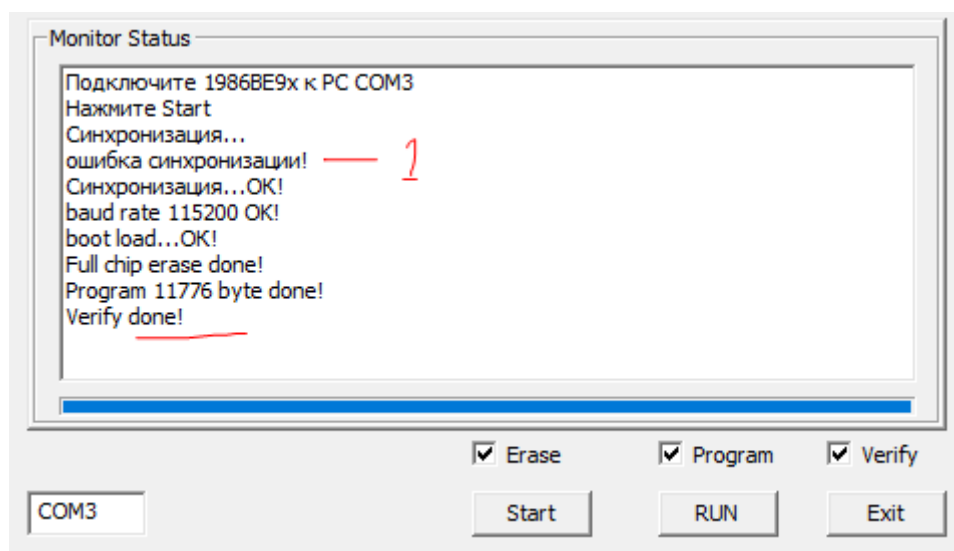 Monitor Status
Подключите 1986BE9x к PC COM3
Нажмите Start
Синхронизация...
ошибка синхронизации! — 1
Синхронизация...OK!
baud rate 115200 OK!
boot load...OK!
Full chip erase done!
Program 11776 byte done!
Verify done!
Erase Program Verify
COM3 Start RUN Exit